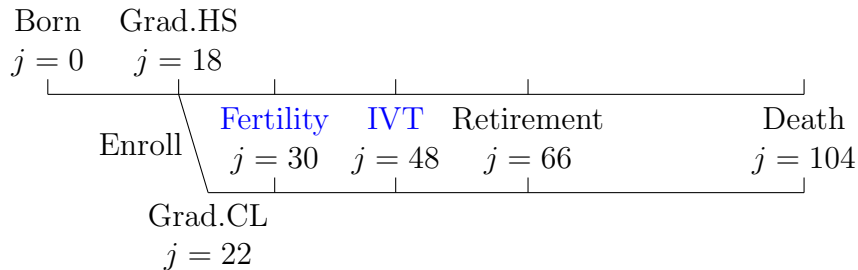 Born Grad.HS
j = 0 j = 18
Fertility IVT Retirement Death
Enroll
j = 30 j = 48 j = 66 j = 104
Grad.CL
j = 22